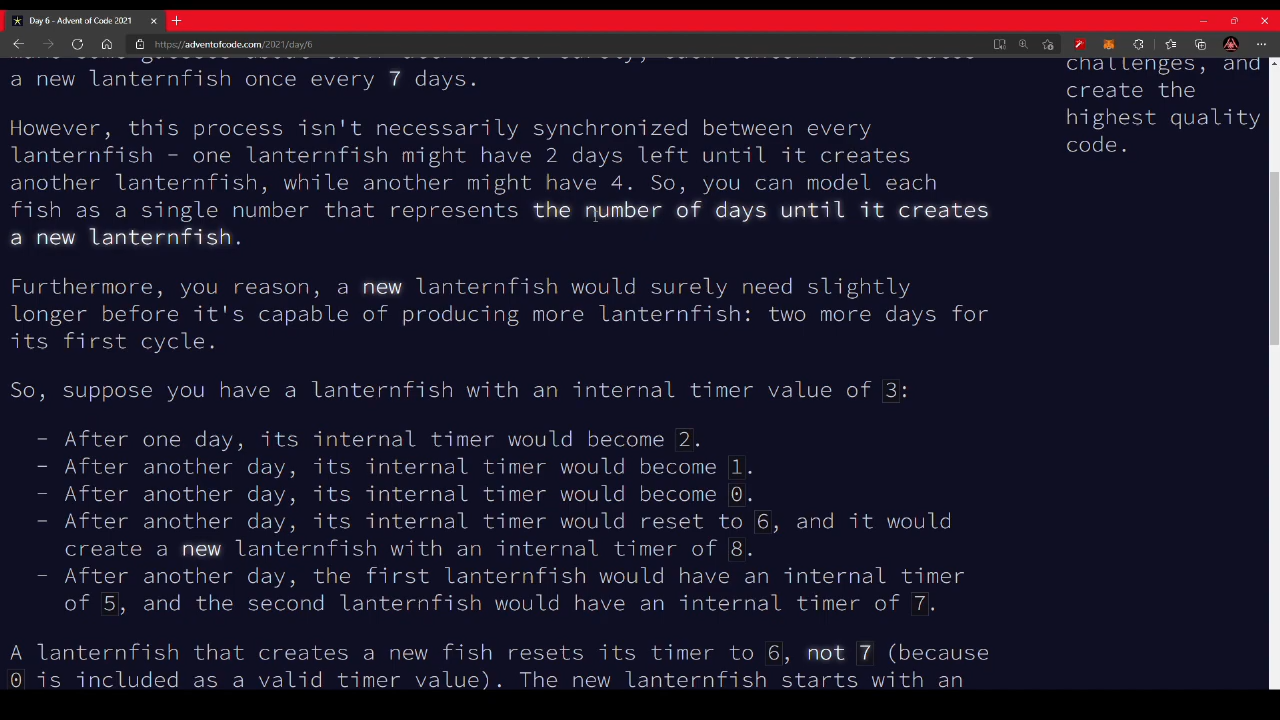 Day 6 - Advent of Code 2021
https://adventofcode.com/2021/day/6
a new lanternfish once every 7 days.
However, this process isn't necessarily synchronized between every
lanternfish - one lanternfish might have 2 days left until it creates
another lanternfish, while another might have 4. So, you can model each
fish as a single number that represents the number of days until it creates
a new lanternfish.
Furthermore, you reason, a new lanternfish would surely need slightly
longer before it's capable of producing more lanternfish: two more days for
its first cycle.
So, suppose you have a lanternfish with an internal timer value of 3:
- After one day, its internal timer would become 2.
- After another day, its internal timer would become 1.
- After another day, its internal timer would become 0.
- After another day, its internal timer would reset to 6, and it would
create a new lanternfish with an internal timer of 8.
- After another day, the first lanternfish would have an internal timer
of 5, and the second lanternfish would have an internal timer of 7.
A lanternfish that creates a new fish resets its timer to 6, not 7 (because
0 is included as a valid timer value). The new lanternfish starts with an
challenges, and
create the
highest quality
code.